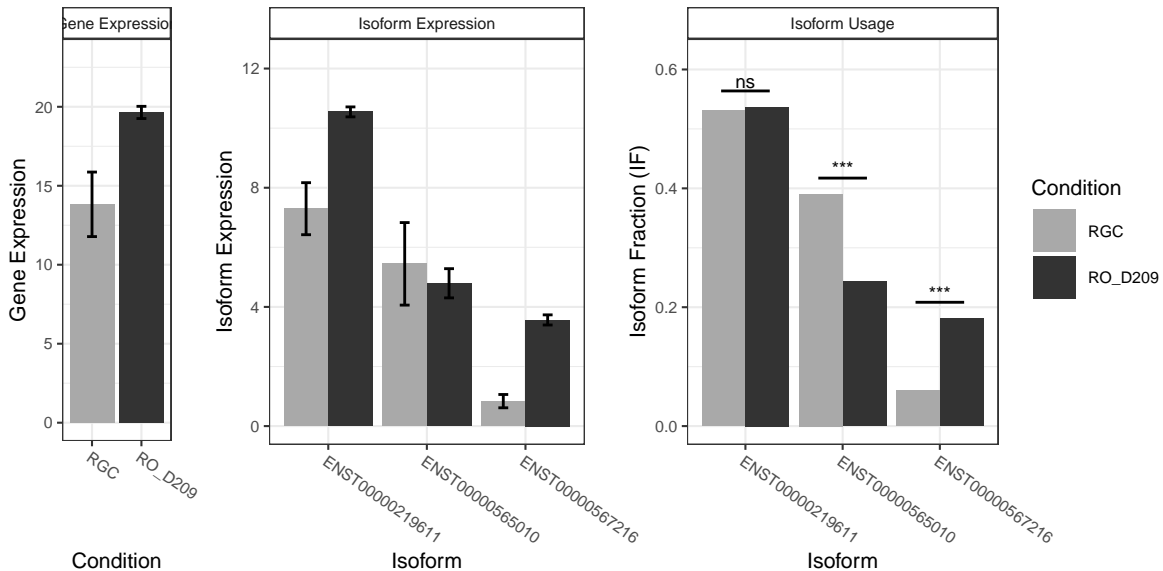 Gene Expression
Isoform Expression
Isoform Usage
Gene Expression
20
15
10
5
0
RGC
RO_D209
Condition
Isoform Expression
12
8
4
0
ENST00000219611
ENST00000565010
ENST00000567216
Isoform
Isoform Fraction (IF)
0.6
0.4
0.2
0.0
ns
***
***
ENST00000219611
ENST00000565010
ENST00000567216
Isoform
Condition
RGC
RO_D209